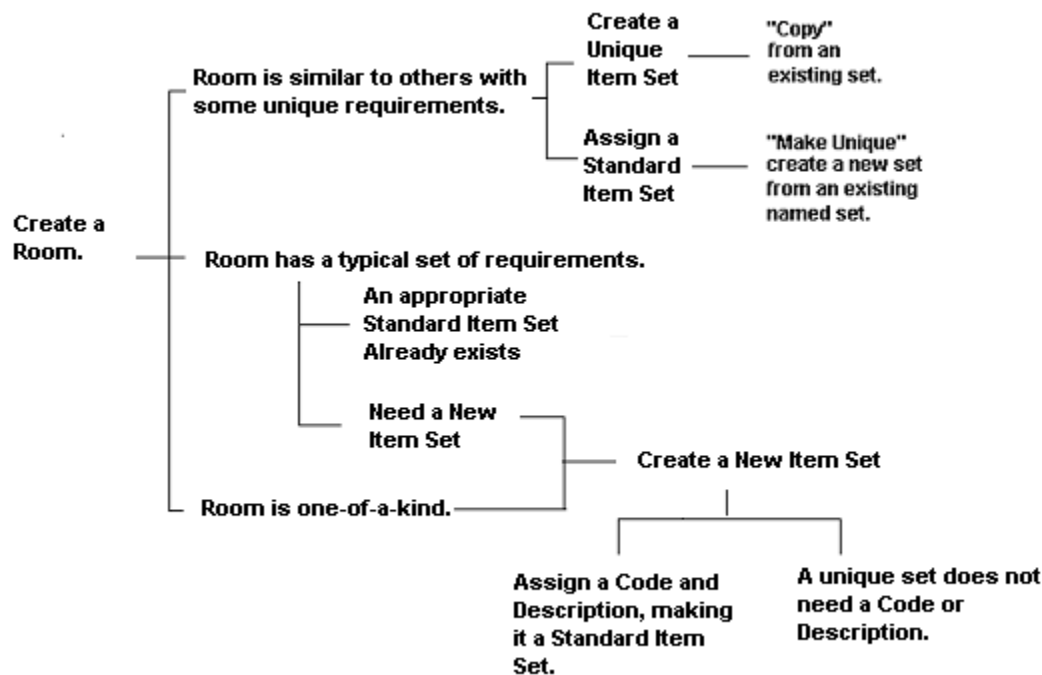 Create a
Room.
Room is similar to others with
some unique requirements.
Create a
Unique
Item Set
"Copy"
from an
existing set.
Assign a
Standard
Item Set
"Make Unique"
create a new set
from an existing
named set.
Room has a typical set of requirements.
An appropriate
Standard Item Set
Already exists
Need a New
Item Set
Room is one-of-a-kind.
Create a New Item Set
Assign a Code and
Description, making
it a Standard Item
Set.
A unique set does not
need a Code or
Description.